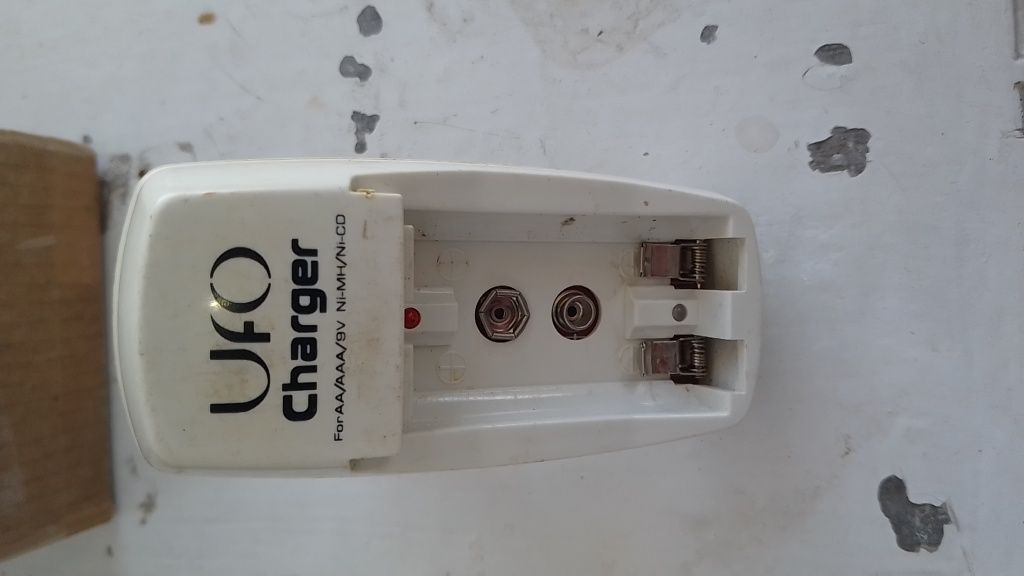 UFO
Charger
For AA/AAA/9V Ni-MH/Ni-CD